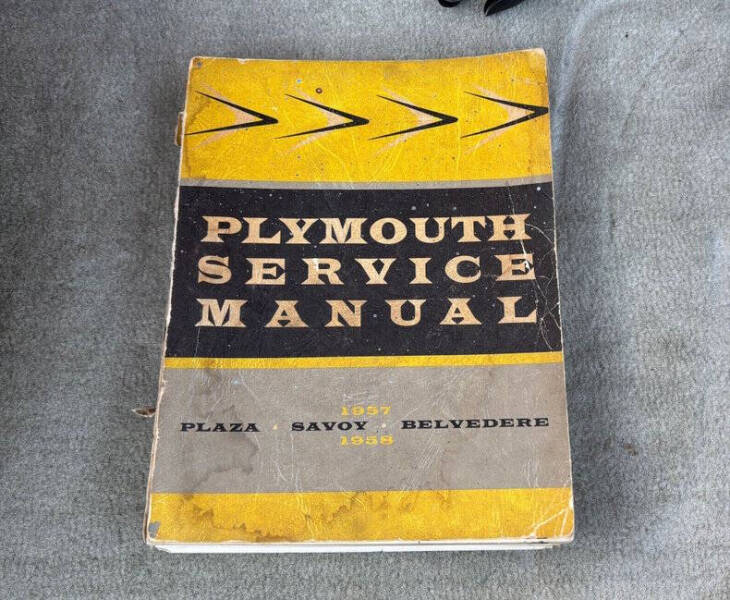 PLYMOUTH
SERVICE
MANUAL
1957
PLAZA · SAVOY · BELVEDERE
1958